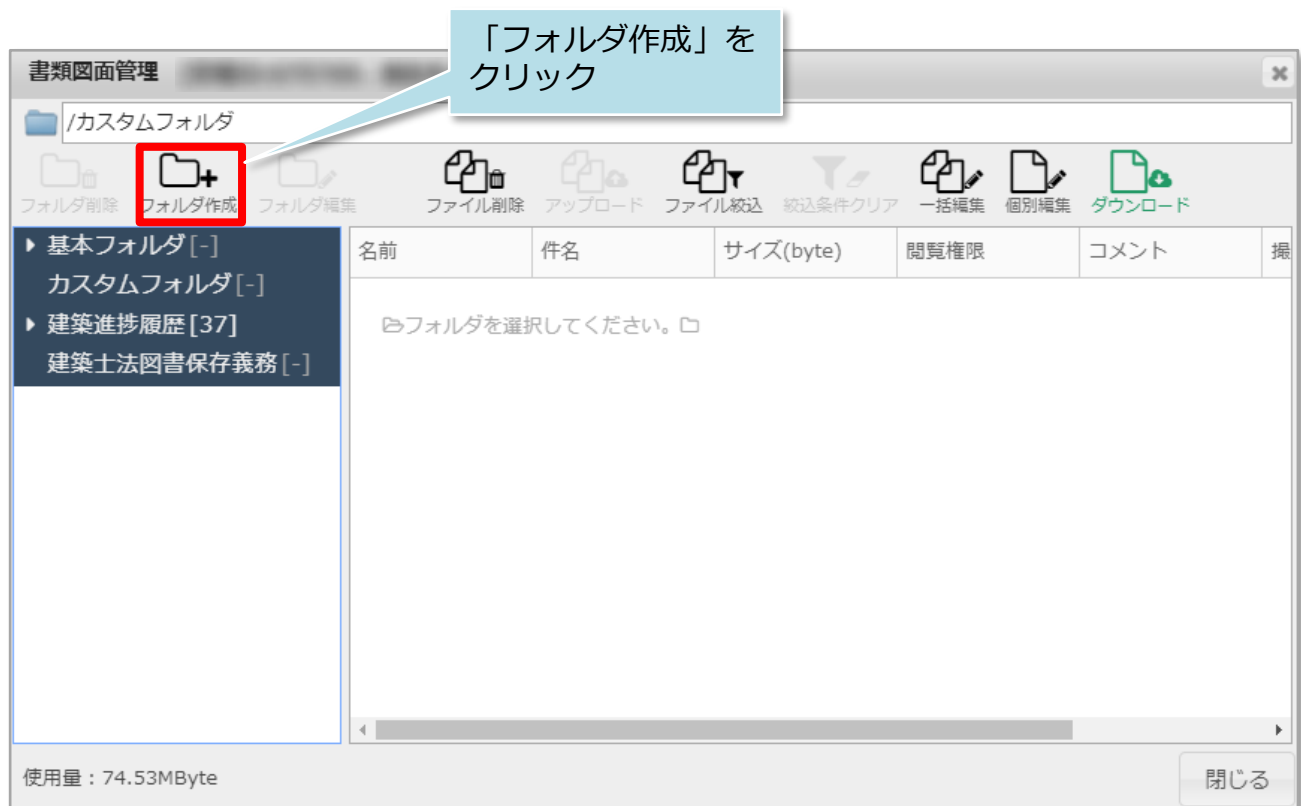 「フォルダ作成」を
クリック
書類図面管理
/カスタムフォルダ
フォルダ削除 フォルダ作成 フォルダ編集 ファイル削除 アップロード ファイル絞込 絞込条件クリア 一括編集 個別編集 ダウンロード
基本フォルダ[-]
カスタムフォルダ[-]
建築進捗履歴[37]
建築士法図書保存義務[-]
名前 件名 サイズ(byte) 閲覧権限 コメント 撮
フォルダを選択してください。
使用量：74.53MByte
閉じる